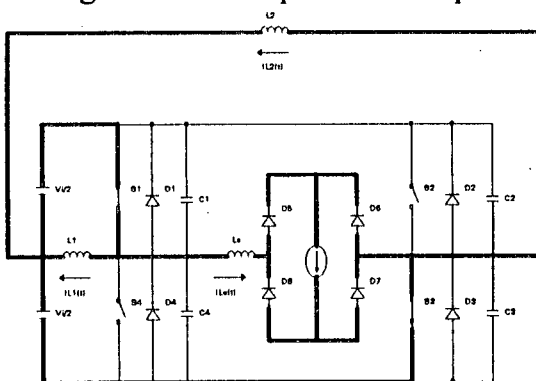 L2
IL2(t)
Vi/2
S1
D1
C1
D5
D6
S2
D2
C2
L1
Ls
IL1(t)
ILs(t)
D8
D7
Vi/2
S4
D4
C4
D3
C3